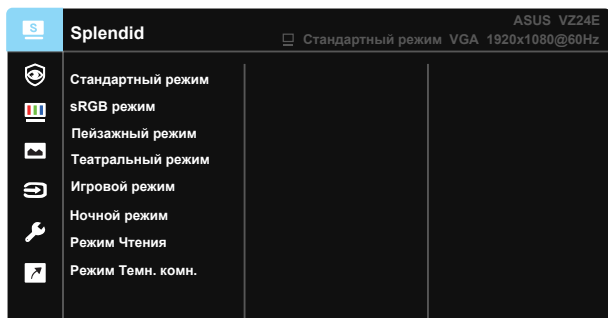 S
Splendid
ASUS VZ24E
Стандартный режим VGA 1920x1080@60Hz
Стандартный режим
sRGB режим
Пейзажный режим
Театральный режим
Игровой режим
Ночной режим
Режим Чтения
Режим Темн. комн.